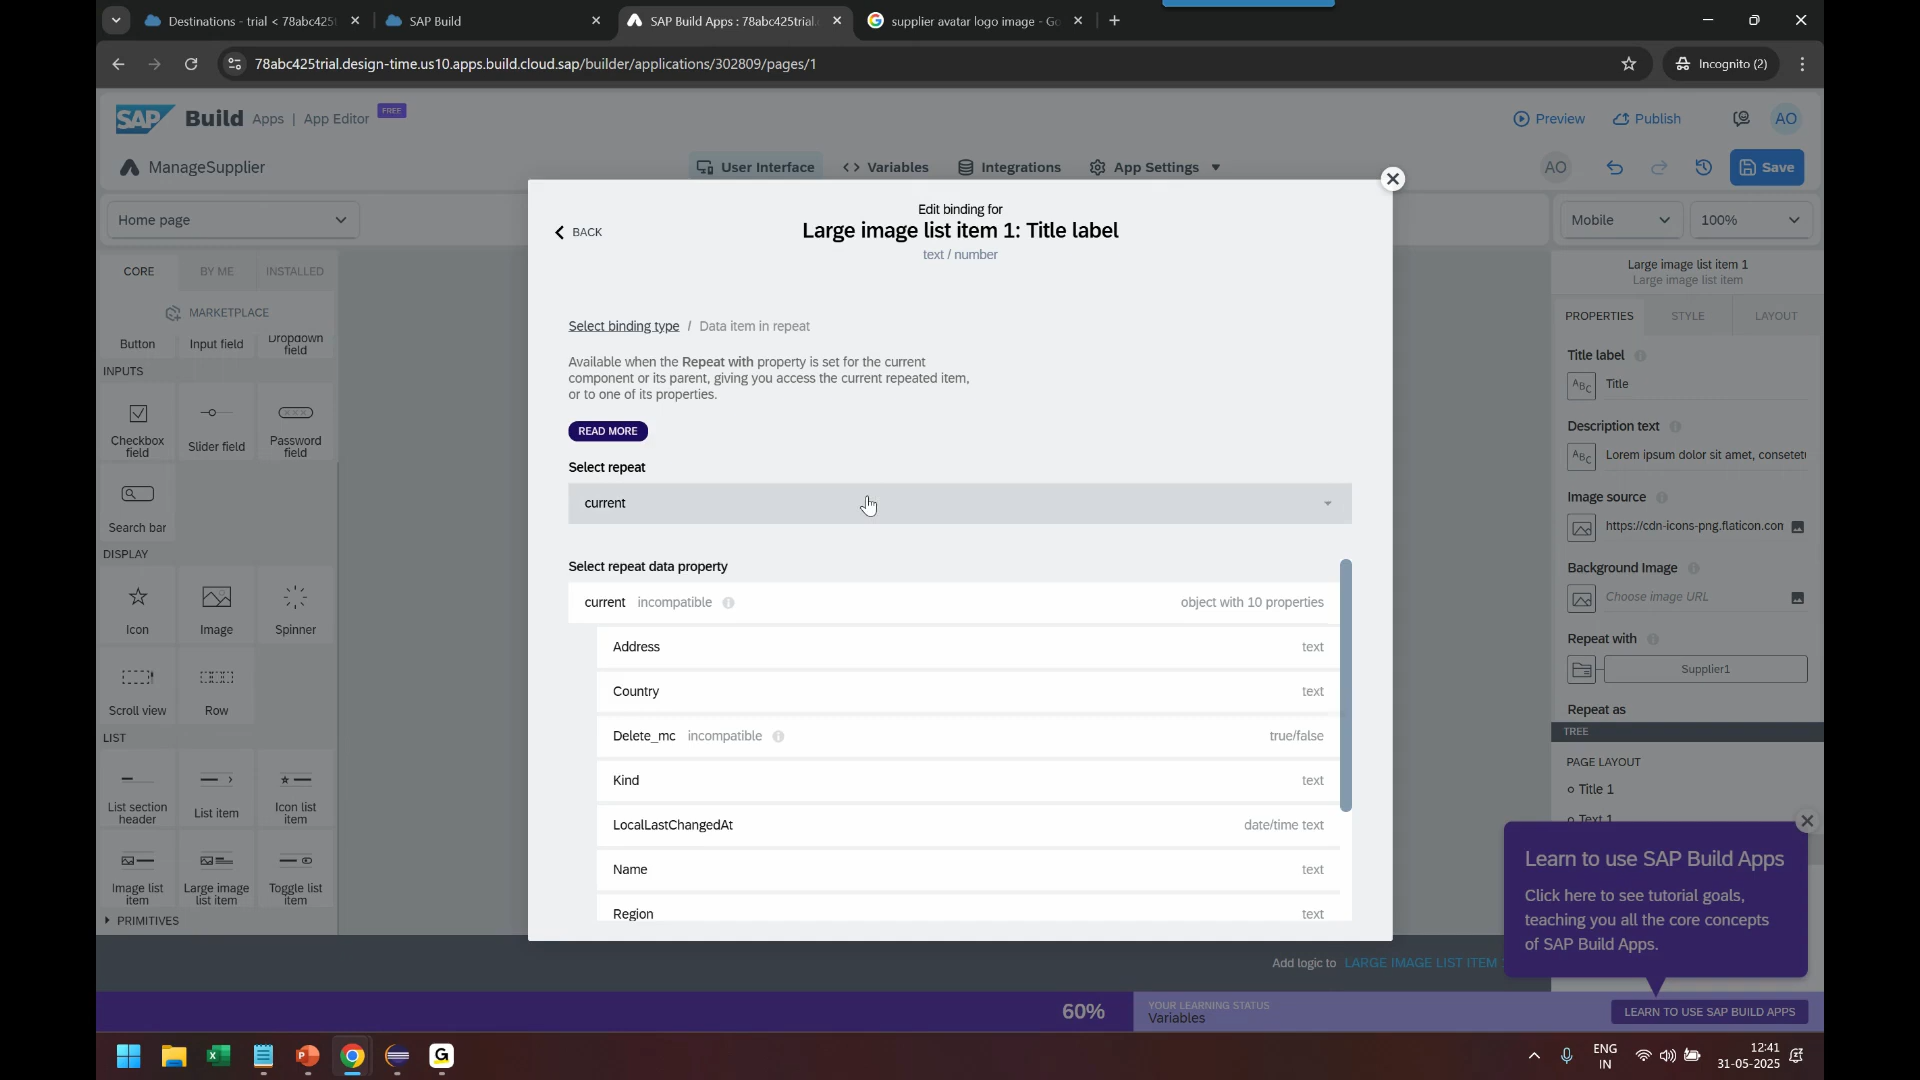 Destinations - trial < 78abc425t
SAP Build
SAP Build Apps : 78abc425trial.
supplier avatar logo image - Go
78abc425trial.design-time.us10.apps.build.cloud.sap/builder/applications/302809/pages/1
Incognito (2)
SAP Build Apps | App Editor FREE
Preview
Publish
AO
ManageSupplier
User Interface
Variables
Integrations
App Settings
AO
Save
Home page
Mobile
100%
CORE
BY ME
INSTALLED
MARKETPLACE
Button
Input field
Dropdown field
INPUTS
Checkbox field
Slider field
Password field
Search bar
DISPLAY
Icon
Image
Spinner
Scroll view
Row
LIST
List section header
List item
Icon list item
Image list item
Large image list item
Toggle list item
PRIMITIVES
Edit binding for
BACK
Large image list item 1: Title label
text / number
Select binding type / Data item in repeat
Available when the Repeat with property is set for the current
component or its parent, giving you access the current repeated item,
or to one of its properties.
READ MORE
Select repeat
current
Select repeat data property
current incompatible object with 10 properties
Address text
Country text
Delete_mc incompatible true/false
Kind text
LocalLastChangedAt date/time text
Name text
Region text
Large image list item 1
Large image list item
PROPERTIES
STYLE
LAYOUT
Title label
ABC Title
Description text
ABC Lorem ipsum dolor sit amet, consetet
Image source
https://cdn-icons-png.flaticon.con
Background Image
Choose image URL
Repeat with
Supplier1
Repeat as
TREE
PAGE LAYOUT
Title 1
Text 1
Learn to use SAP Build Apps
Click here to see tutorial goals,
teaching you all the core concepts
of SAP Build Apps.
Add logic to LARGE IMAGE LIST ITEM
60%
YOUR LEARNING STATUS
Variables
LEARN TO USE SAP BUILD APPS
ENG
IN
12:41
31-05-2025